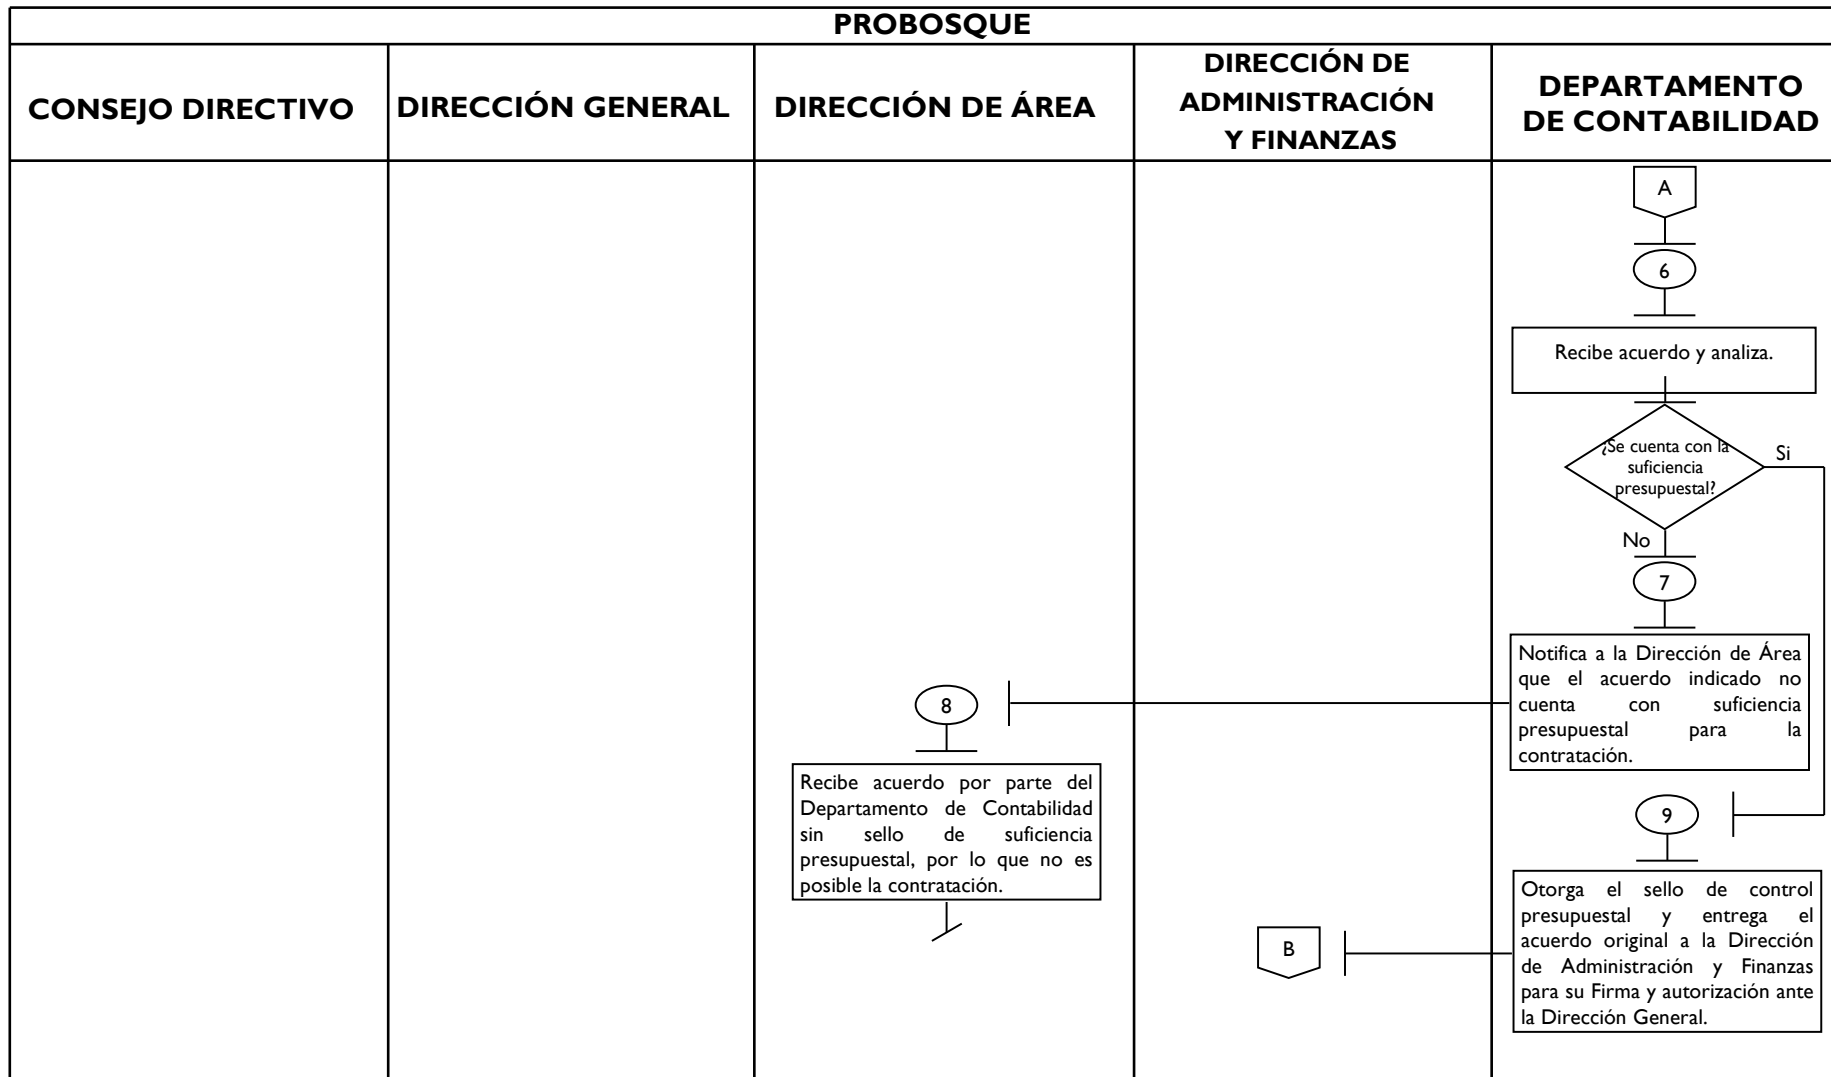 PROBOSQUE
CONSEJO DIRECTIVO
DIRECCIÓN GENERAL
DIRECCIÓN DE ÁREA
DIRECCIÓN DE
ADMINISTRACIÓN
Y FINANZAS
DEPARTAMENTO
DE CONTABILIDAD
A
6
Recibe acuerdo y analiza.
¿Se cuenta con la
suficiencia
presupuestal?
Si
No
7
Notifica a la Dirección de Área
que el acuerdo indicado no
cuenta con suficiencia
presupuestal para la
contratación.
8
Recibe acuerdo por parte del
Departamento de Contabilidad
sin sello de suficiencia
presupuestal, por lo que no es
posible la contratación.
9
Otorga el sello de control
presupuestal y entrega el
acuerdo original a la Dirección
de Administración y Finanzas
para su Firma y autorización ante
la Dirección General.
B